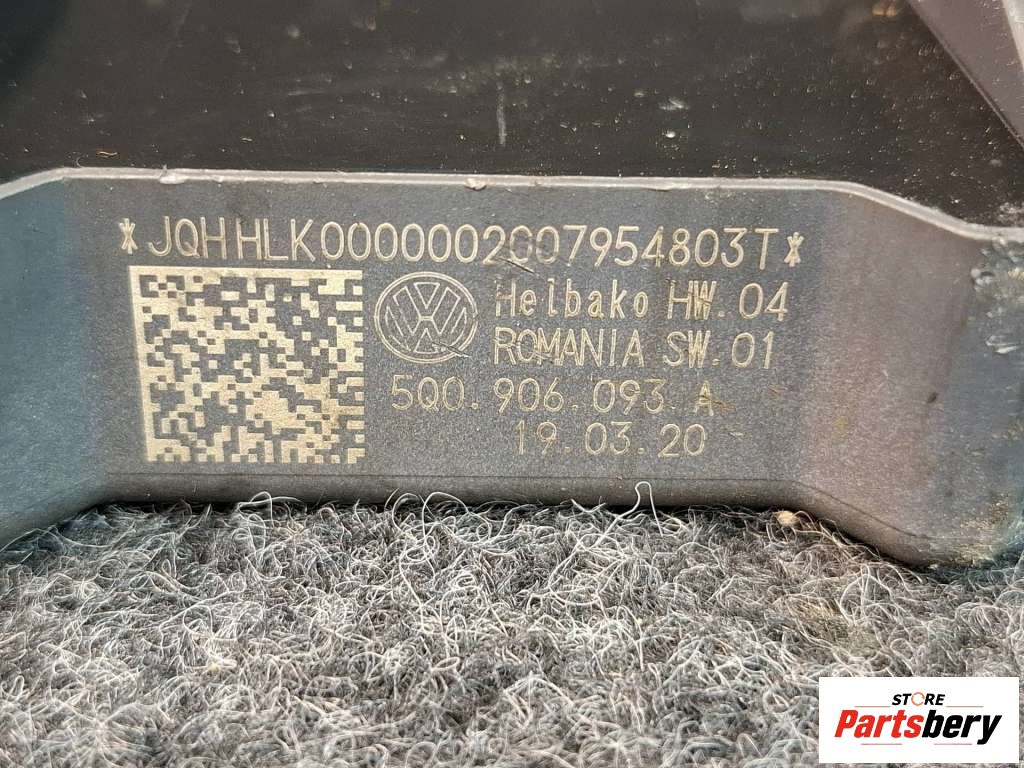 *JQHHLK0000002007954803T*
Helbako HW.04
ROMANIA SW.01
5Q0.906.093.A
19.03.20
STORE
Partsbery